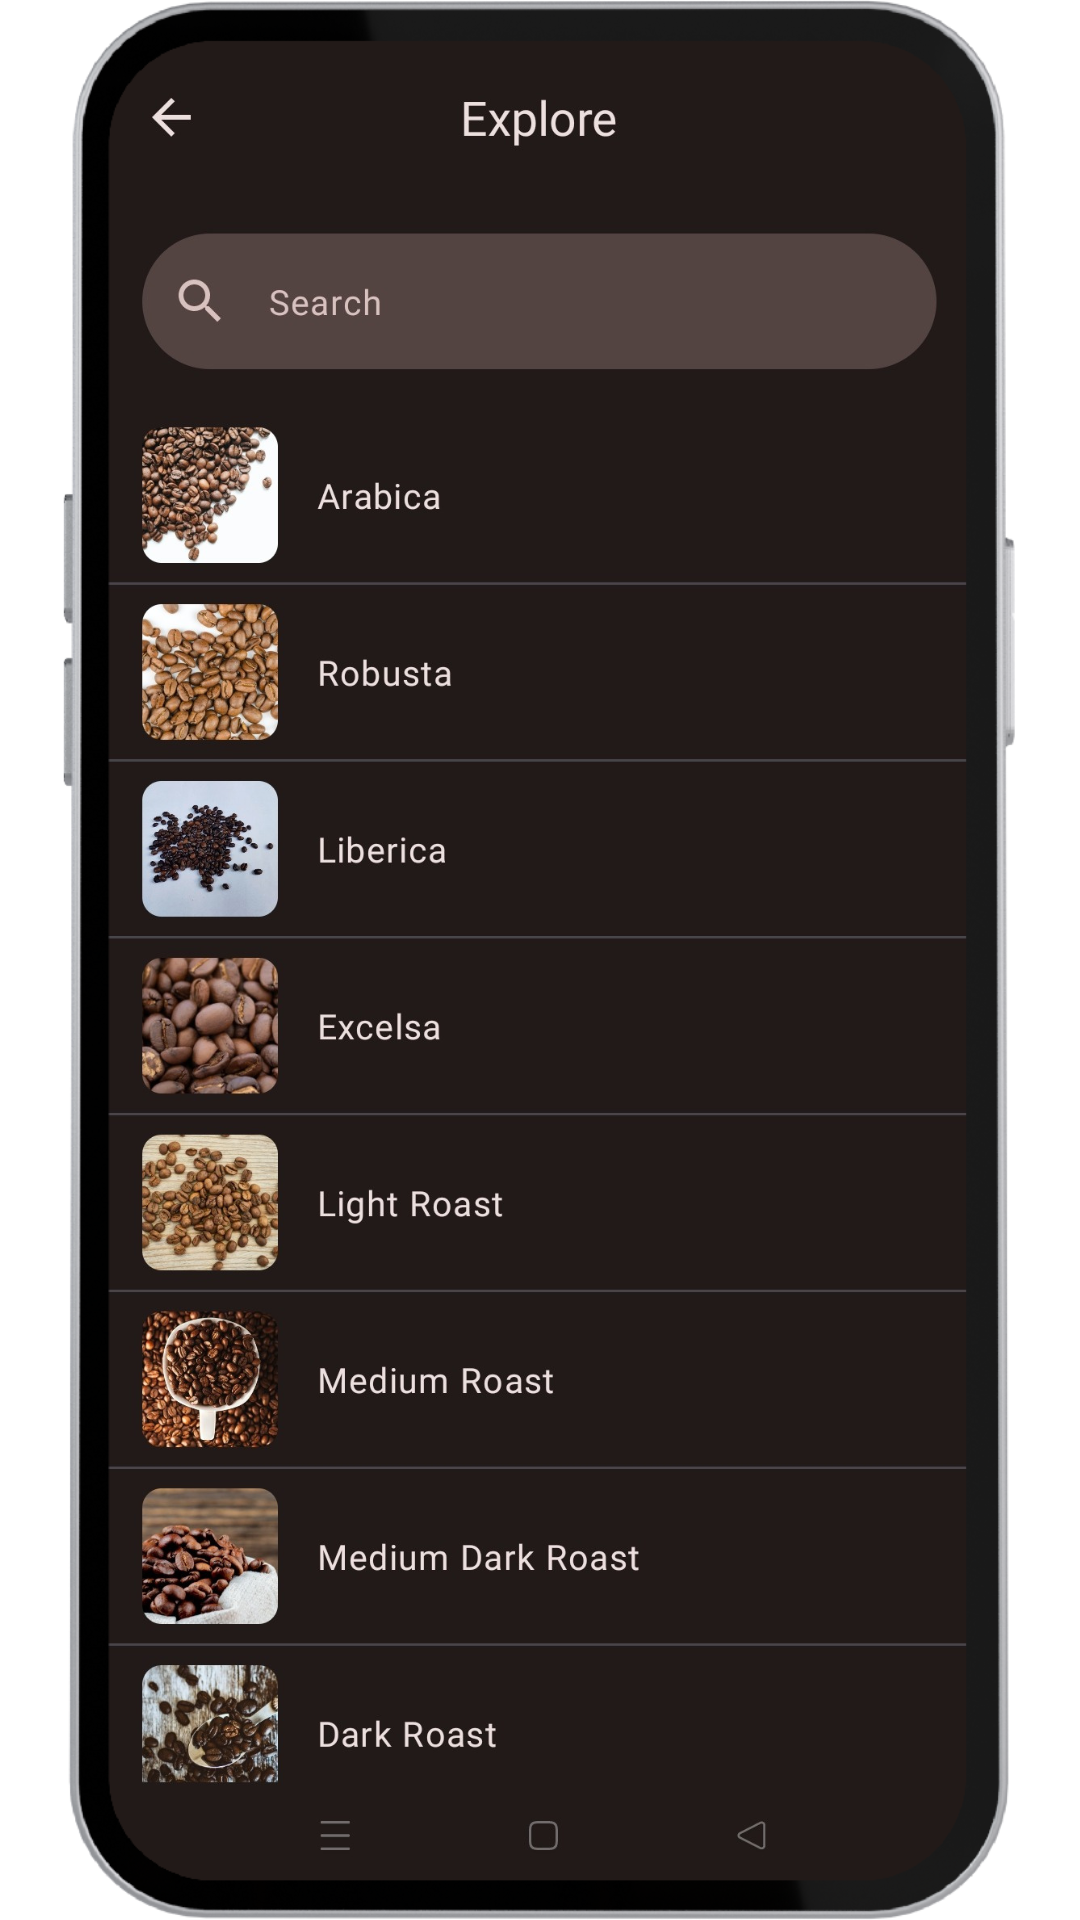 Explore
Search
Arabica
Robusta
Liberica
Excelsa
Light Roast
Medium Roast
Medium Dark Roast
Dark Roast